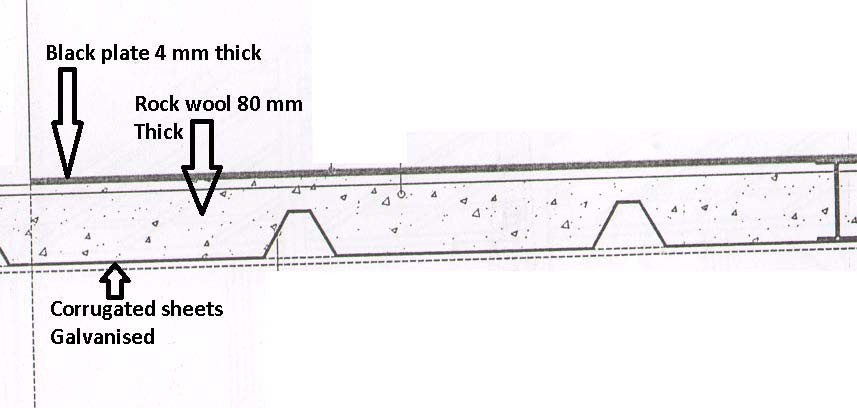 Black plate 4 mm thick
Rock wool 80 mm
Thick
Corrugated sheets
Galvanised